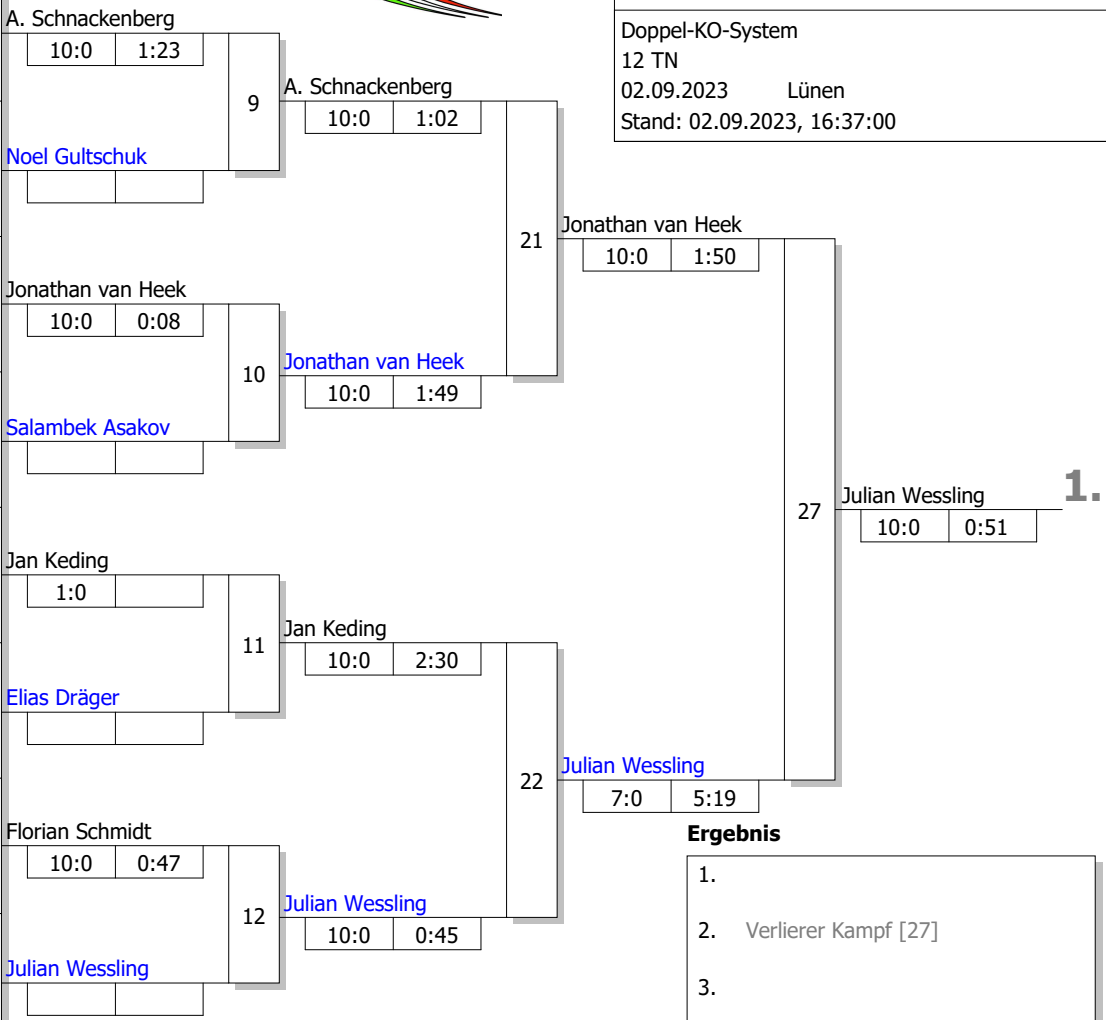 A. Schnackenberg
10:0 1:23
Noel Gultschuk
9
Jonathan van Heek
10:0 0:08
Salambek Asakov
10
Jan Keding
1:0
Elias Dräger
11
Florian Schmidt
10:0 0:47
Julian Wessling
12
A. Schnackenberg
10:0 1:02
Jonathan van Heek
10:0 1:49
21
Jan Keding
10:0 2:30
Julian Wessling
10:0 0:45
22
Jonathan van Heek
10:0 1:50
Julian Wessling
7:0 5:19
27
Julian Wessling 1.
10:0 0:51
Doppel-KO-System
12 TN
02.09.2023 Lünen
Stand: 02.09.2023, 16:37:00
Ergebnis
1.
2. Verlierer Kampf [27]
3.